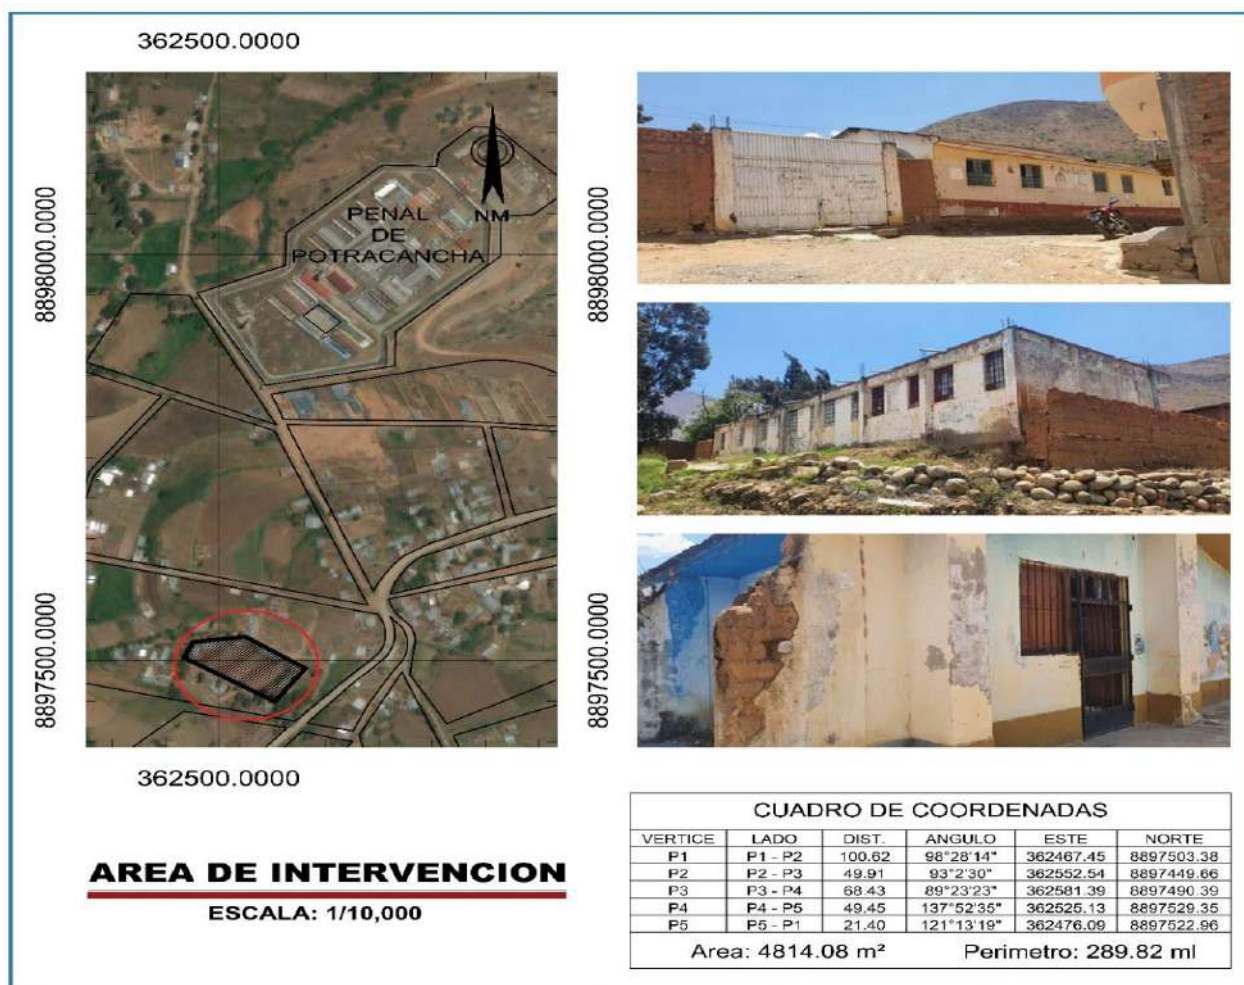 362500.0000
8898000.0000
8898000.0000
PENAL
DE
POTRACANCHA
NM
8897500.0000
8897500.0000
362500.0000
AREA DE INTERVENCION
ESCALA: 1/10,000
CUADRO DE COORDENADAS
VERTICE LADO DIST. ANGULO ESTE NORTE
P1 P1 - P2 100.62 98°28'14" 362467.45 8897503.38
P2 P2 - P3 49.91 93°2'30" 362552.54 8897449.66
P3 P3 - P4 68.43 89°23'23" 362581.39 8897490.39
P4 P4 - P5 49.45 137°52'35" 362525.13 8897529.35
P5 P5 - P1 21.40 121°13'19" 362476.09 8897522.96
Area: 4814.08 m² Perimetro: 289.82 ml